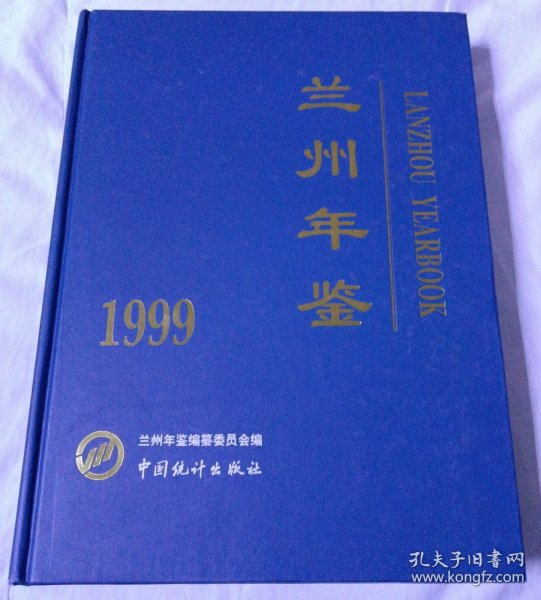 兰州年鉴
LANZHOU YEARBOOK
1999
兰州年鉴编纂委员会编
中国统计出版社
孔夫子旧书网
www.kongfz.com